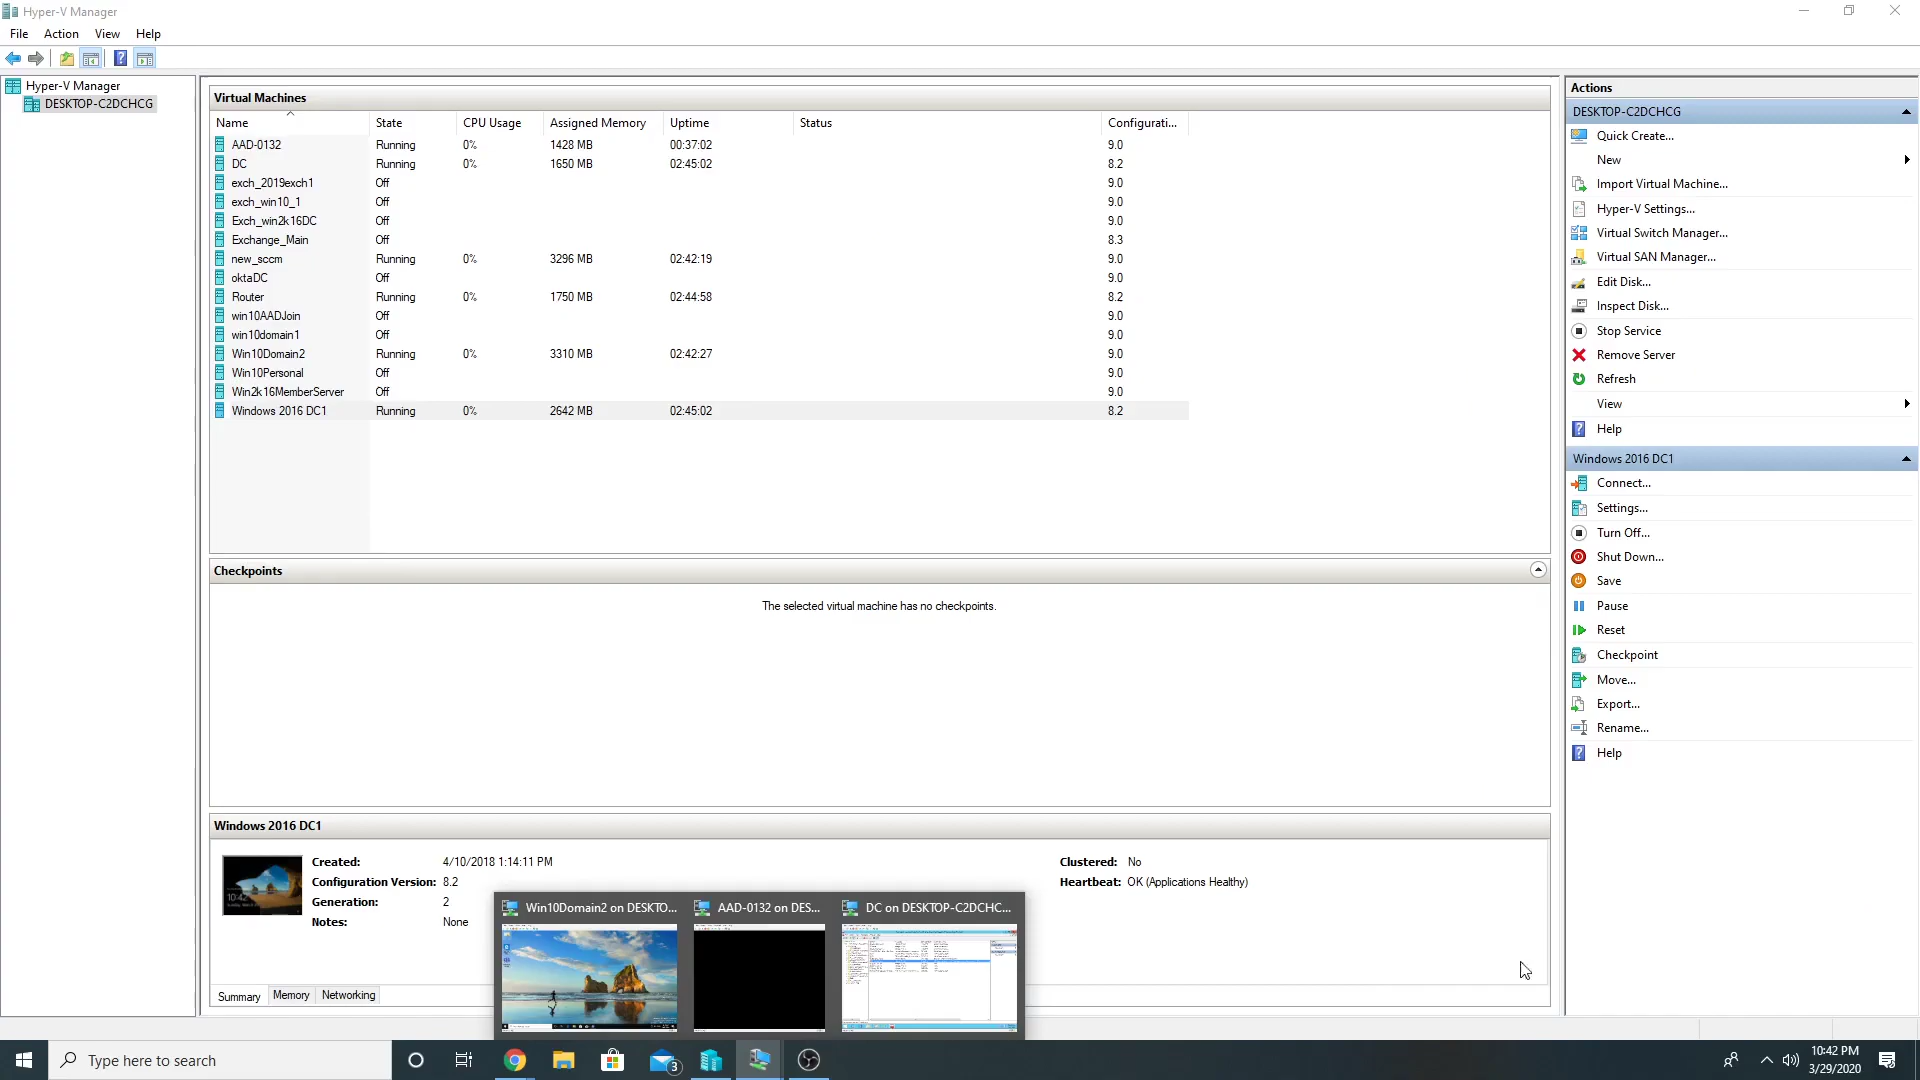 Hyper-V Manager
File Action View Help
Hyper-V Manager
DESKTOP-C2DCHCG
Virtual Machines
Name State CPU Usage Assigned Memory Uptime Status Configurati...
AAD-0132 Running 0% 1428 MB 00:37:02 9.0
DC Running 0% 1650 MB 02:45:02 8.2
exch_2019exch1 Off 9.0
exch_win10_1 Off 9.0
Exch_win2k16DC Off 9.0
Exchange_Main Off 8.3
new_sccm Running 0% 3296 MB 02:42:19 9.0
oktaDC Off 9.0
Router Running 0% 1750 MB 02:44:58 8.2
win10AADJoin Off 9.0
win10domain1 Off 9.0
Win10Domain2 Running 0% 3310 MB 02:42:27 9.0
Win10Personal Off 9.0
Win2k16MemberServer Off 9.0
Windows 2016 DC1 Running 0% 2642 MB 02:45:02 8.2
Checkpoints
The selected virtual machine has no checkpoints.
Windows 2016 DC1
Created: 4/10/2018 1:14:11 PM
Configuration Version: 8.2
Generation: 2
Notes: None
Clustered: No
Heartbeat: OK (Applications Healthy)
10:42
Summary Memory Networking
Win10Domain2 on DESKTO...
AAD-0132 on DES...
DC on DESKTOP-C2DCHC...
Actions
DESKTOP-C2DCHCG
Quick Create...
New
Import Virtual Machine...
Hyper-V Settings...
Virtual Switch Manager...
Virtual SAN Manager...
Edit Disk...
Inspect Disk...
Stop Service
Remove Server
Refresh
View
Help
Windows 2016 DC1
Connect...
Settings...
Turn Off...
Shut Down...
Save
Pause
Reset
Checkpoint
Move...
Export...
Rename...
Help
Type here to search
3
10:42 PM
3/29/2020